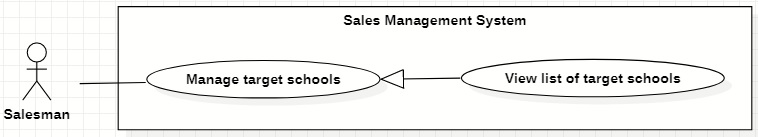 Sales Management System
Manage target schools
View list of target schools
Salesman